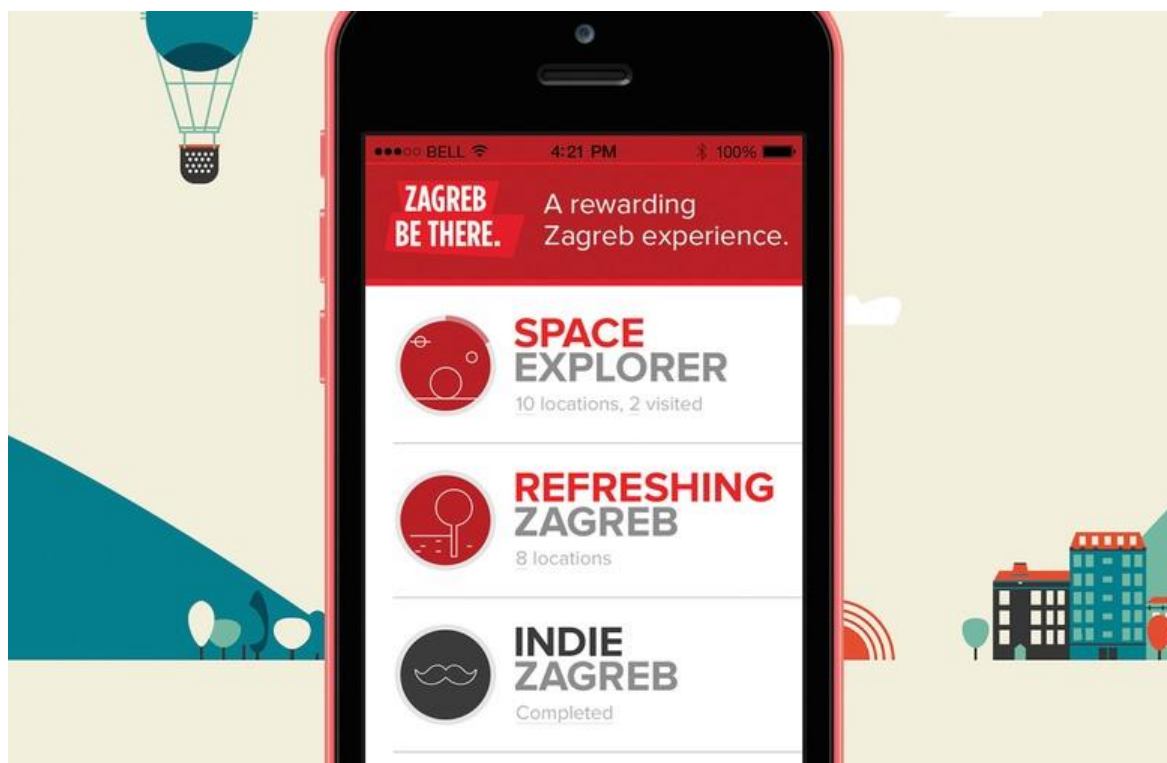 BELL 4:21 PM 100%
ZAGREB
BE THERE.
A rewarding
Zagreb experience.
SPACE
EXPLORER
10 locations, 2 visited
REFRESHING
ZAGREB
8 locations
INDIE
ZAGREB
Completed